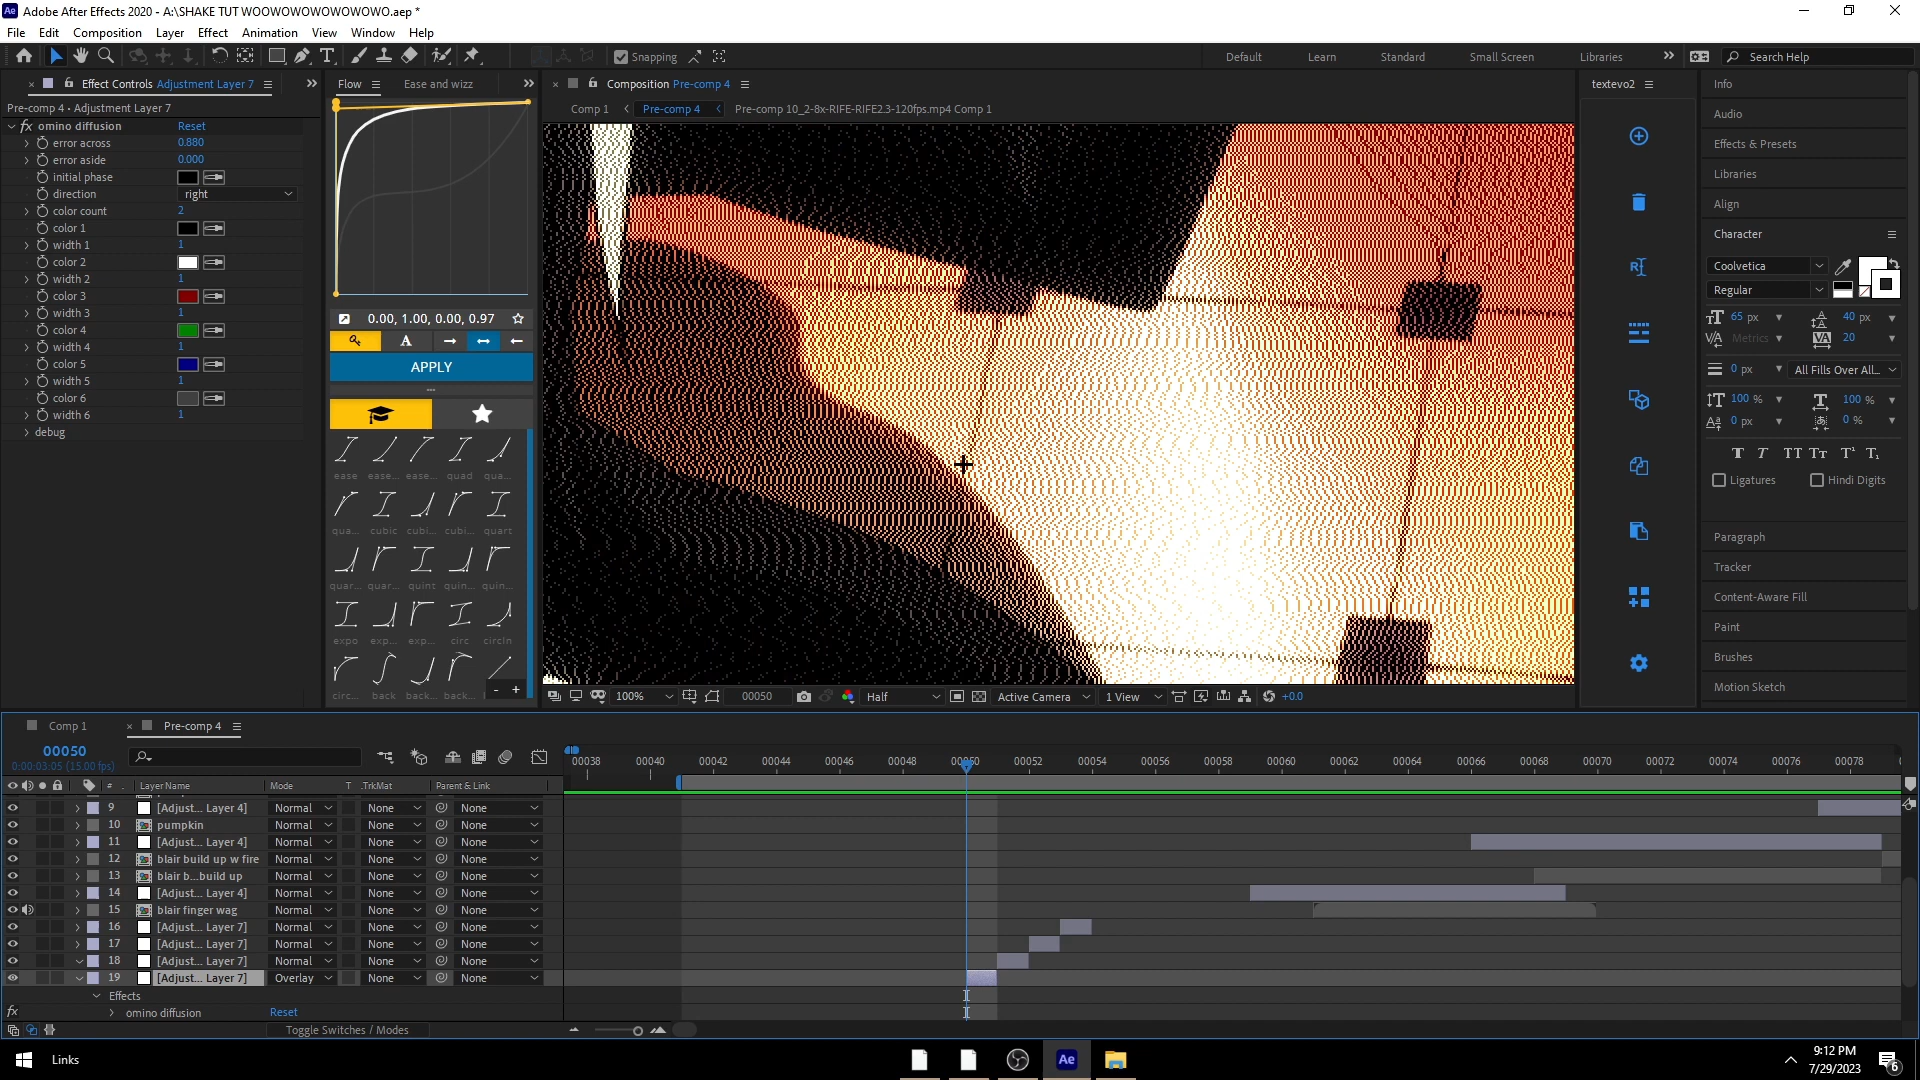 Adobe After Effects 2020 - A:\SHAKE TUT WOOWOWOWOWOWOWO.aep *
File Edit Composition Layer Effect Animation View Window Help
Snapping
Default Learn Standard Small Screen Libraries Search Help
Effect Controls Adjustment Layer 7
Pre-comp 4 • Adjustment Layer 7
fx omino diffusion Reset
error across 0.880
error aside 0.000
initial phase
direction right
color count 2
color 1
width 1 1
color 2
width 2 1
color 3
width 3 1
color 4
width 4 1
color 5
width 5 1
color 6
width 6 1
debug
Flow Ease and wizz
0.00, 1.00, 0.00, 0.97
A
APPLY
ease ease... ease... quad qua...
qua... cubic cubi... cubi... quart
quar... quar... quint quin... quin...
expo exp... exp... circ circIn
circ... back back... back...
Composition Pre-comp 4
Comp 1 Pre-comp 4 Pre-comp 10_2-8x-RIFE-RIFE2.3-120fps.mp4 Comp 1
100% 00050 Half Active Camera 1 View +0.0
textevo2
Info
Audio
Effects & Presets
Libraries
Align
Character
Coolvetica
Regular
65 px 40 px
Metrics 20
0 px All Fills Over All...
100 % 100 %
0 px 0 %
T T TT Tt T¹ T₁
Ligatures Hindi Digits
Paragraph
Tracker
Content-Aware Fill
Paint
Brushes
Motion Sketch
Comp 1 Pre-comp 4
00050
0:00:03:05 (15.00 fps)
00038 00040 00042 00044 00046 00048 00050 00052 00054 00056 00058 00060 00062 00064 00066 00068 00070 00072 00074 00076 00078
# Layer Name Mode T .TrkMat Parent & Link
9 [Adjust... Layer 4] Normal None None
10 pumpkin Normal None None
11 [Adjust... Layer 4] Normal None None
12 blair build up w fire Normal None None
13 blair b...build up Normal None None
14 [Adjust... Layer 4] Normal None None
15 blair finger wag Normal None None
16 [Adjust... Layer 7] Normal None None
17 [Adjust... Layer 7] Normal None None
18 [Adjust... Layer 7] Normal None None
19 [Adjust... Layer 7] Overlay None None
Effects
fx omino diffusion Reset
Toggle Switches / Modes
Links
Ae
9:12 PM
7/29/2023
6